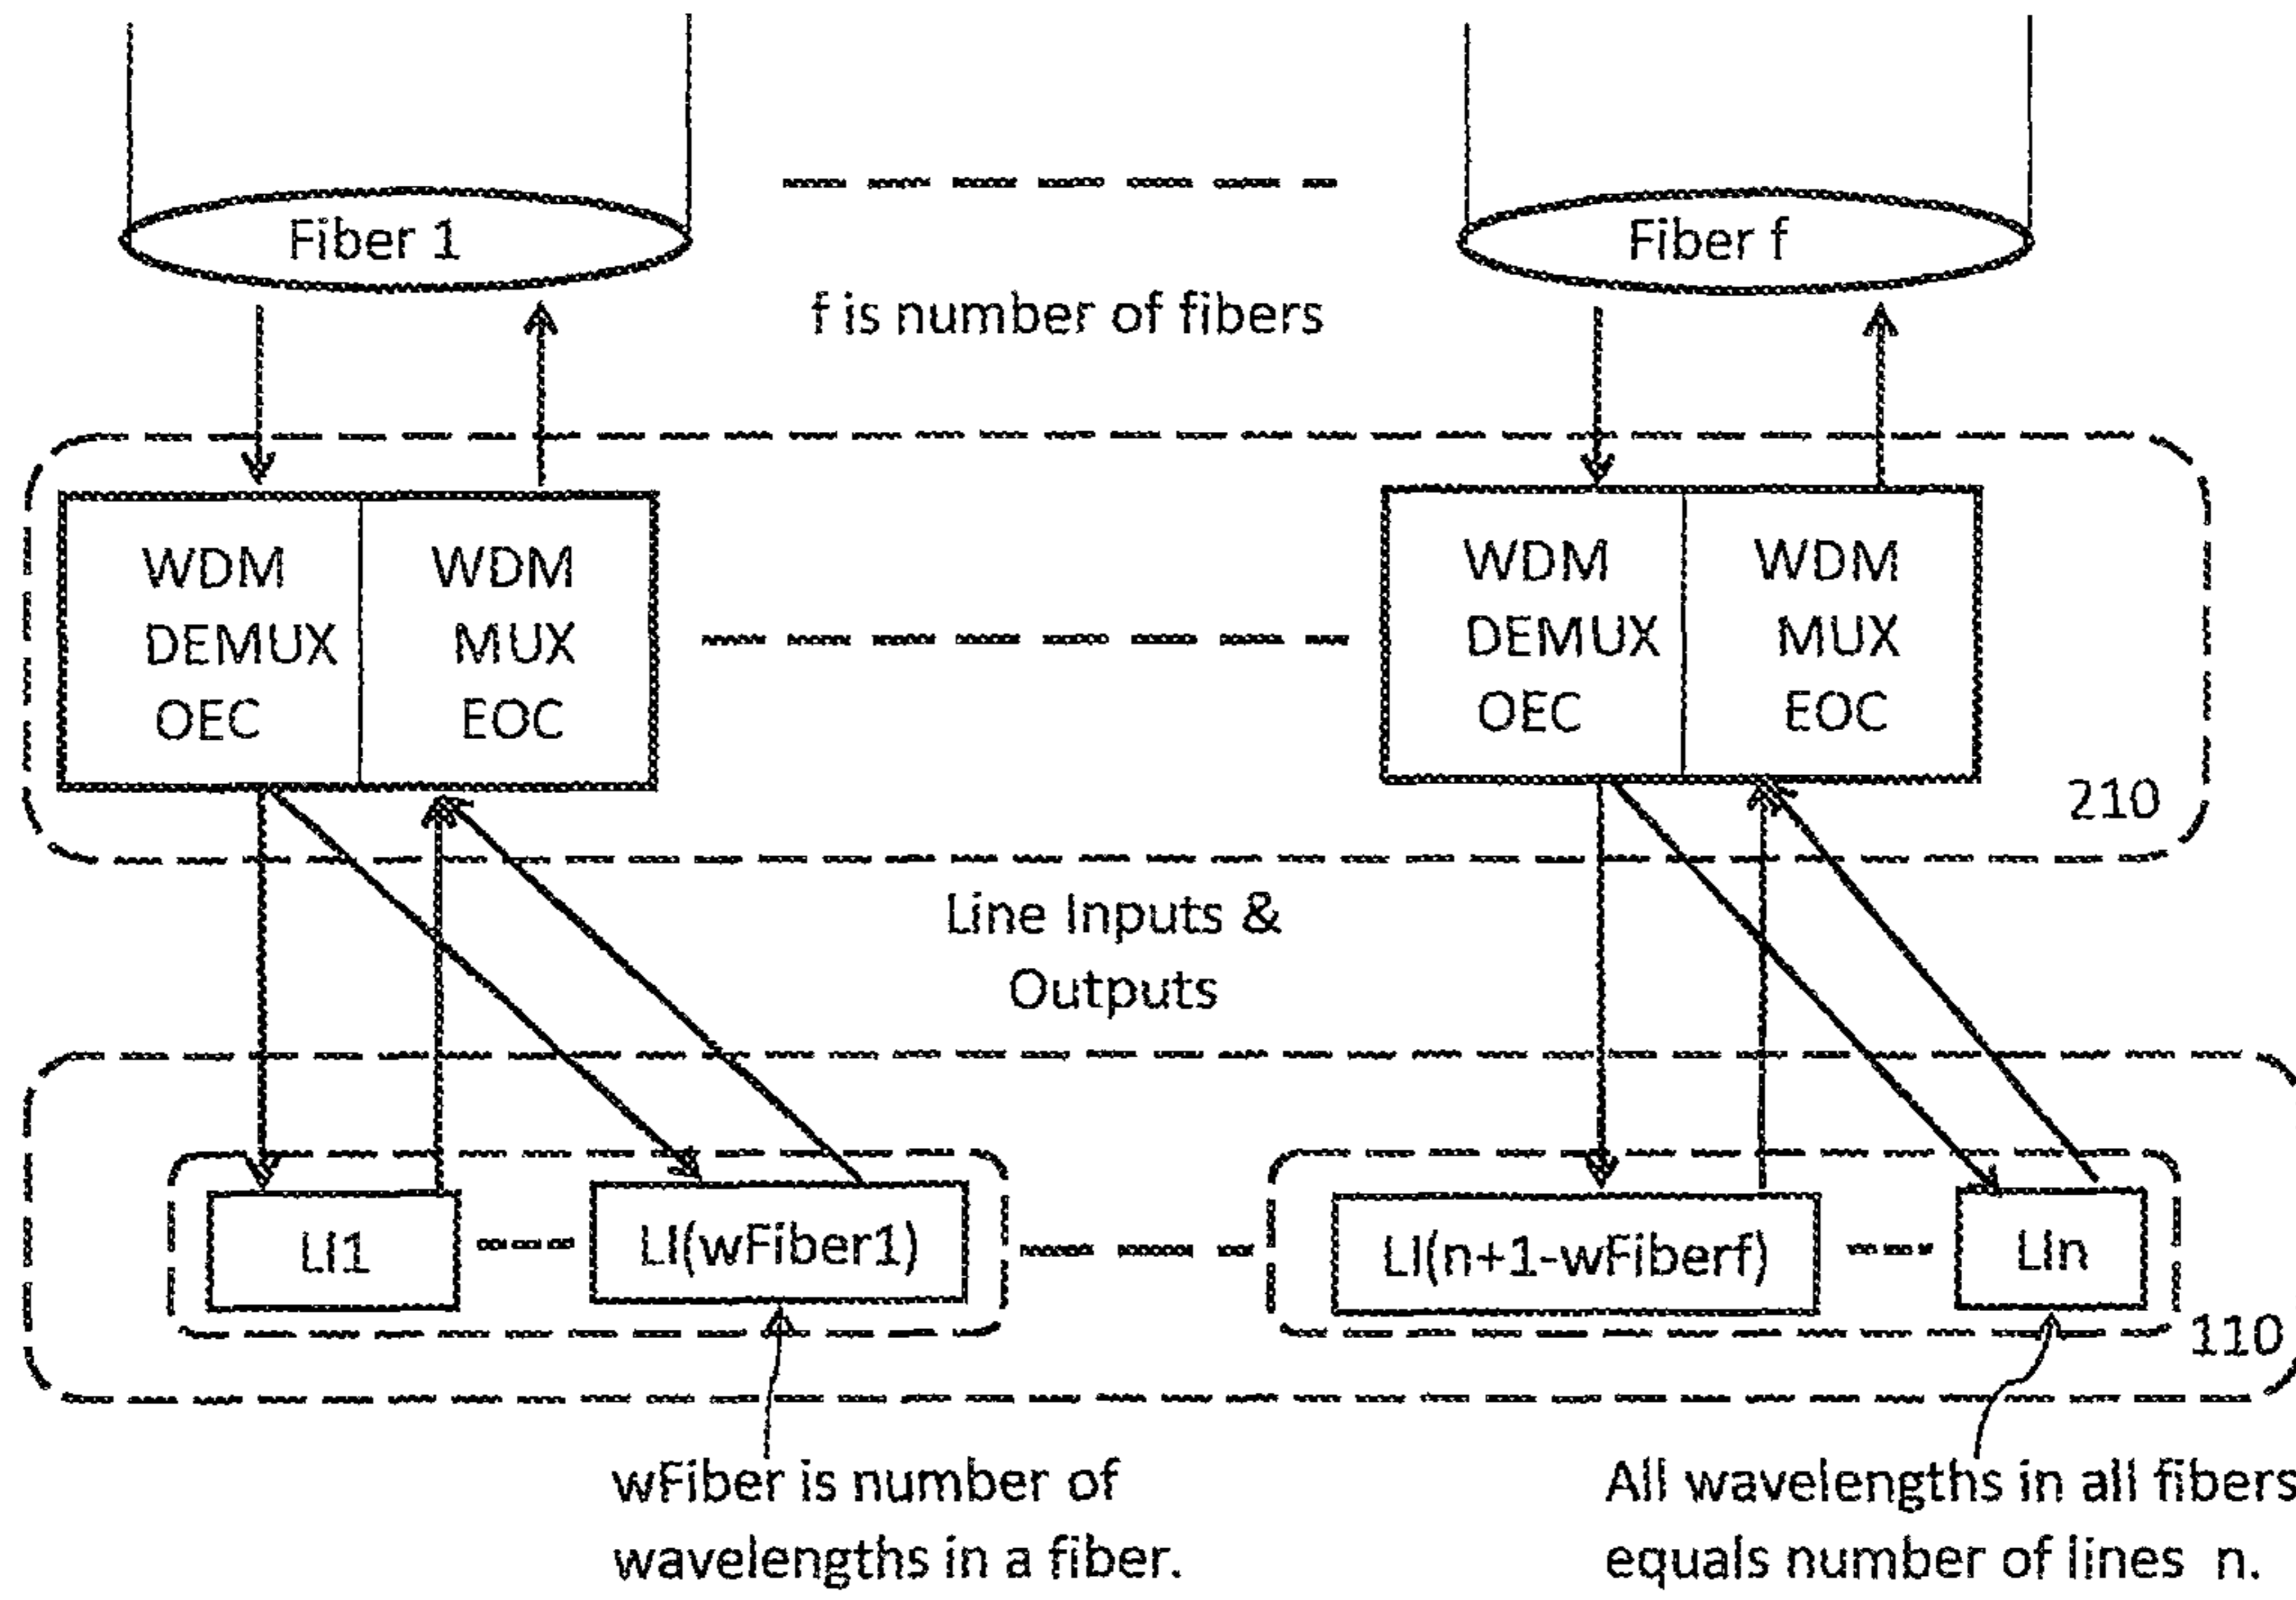 Fiber 1
Fiber f
f is number of fibers
WDM
DEMUX
OEC
WDM
MUX
EOC
WDM
DEMUX
OEC
WDM
MUX
EOC
210
Line Inputs &
Outputs
LI1
LI(wFiber1)
LI(n+1-wFiberf)
LIn
110
wFiber is number of
wavelengths in a fiber.
All wavelengths in all fibers
equals number of lines n.